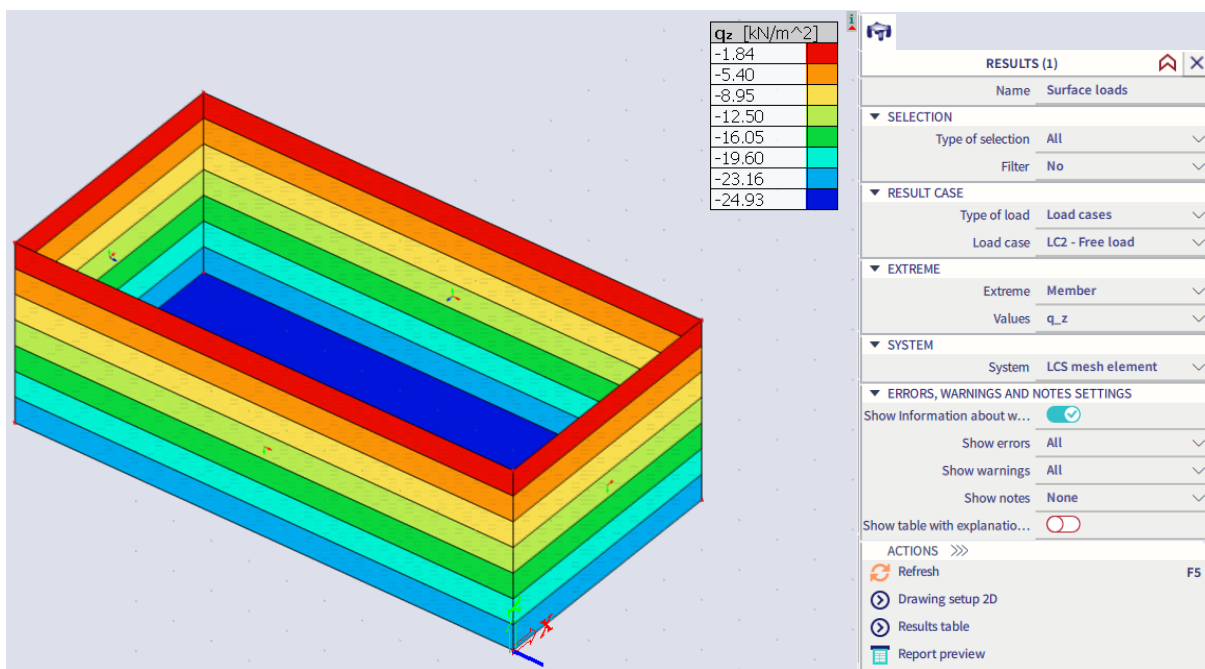 qz [kN/m^2]
-1.84
-5.40
-8.95
-12.50
-16.05
-19.60
-23.16
-24.93
RESULTS (1)
Name Surface loads
SELECTION
Type of selection All
Filter No
RESULT CASE
Type of load Load cases
Load case LC2 - Free load
EXTREME
Extreme Member
Values q_z
SYSTEM
System LCS mesh element
ERRORS, WARNINGS AND NOTES SETTINGS
Show Information about w...
Show errors All
Show warnings All
Show notes None
Show table with explanatio...
ACTIONS >>>
Refresh F5
Drawing setup 2D
Results table
Report preview